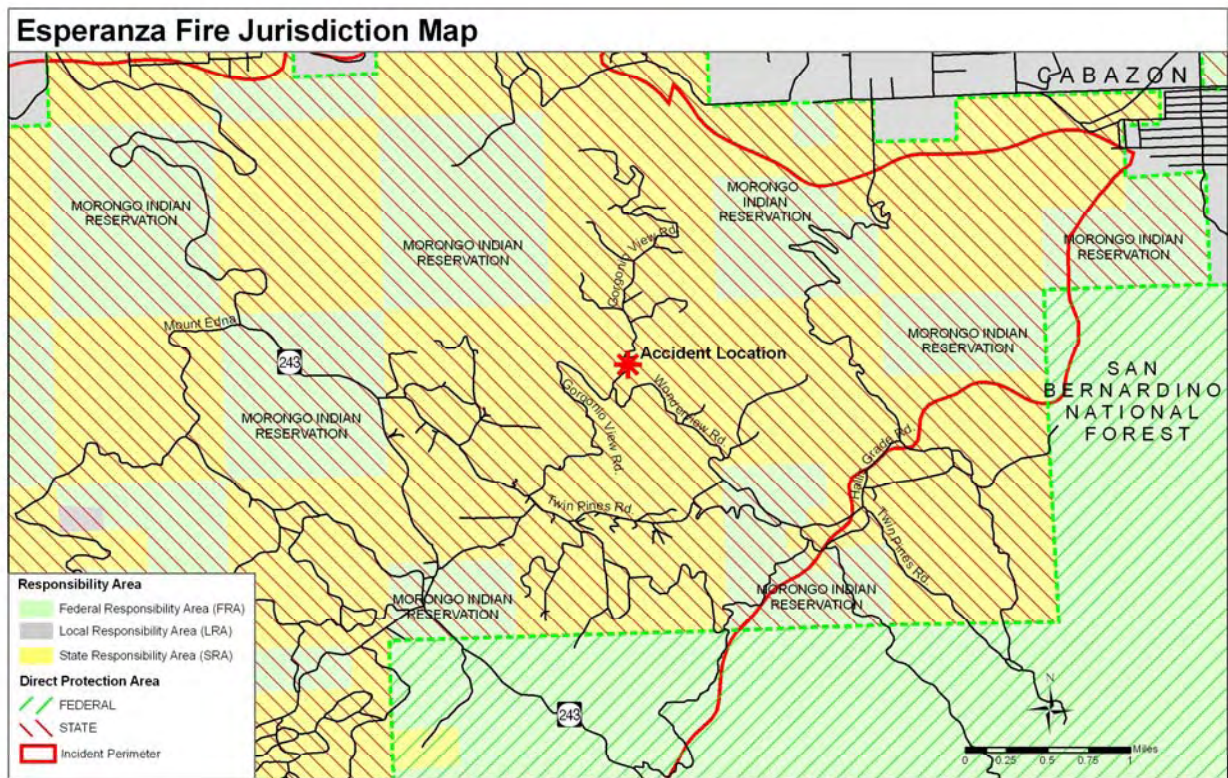 Esperanza Fire Jurisdiction Map
CABAZON
MORONGO INDIAN
RESERVATION
MORONGO INDIAN
RESERVATION
MORONGO
INDIAN
RESERVATION
MORONGO INDIAN
RESERVATION
Gorgonio View Rd.
Mount Edna
243
Accident Location
MORONGO INDIAN
RESERVATION
SAN
BERNARDINO
NATIONAL
FOREST
MORONGO INDIAN
RESERVATION
Gorgonio View Rd.
Wonderview Rd.
Halls Grade Rd.
Twin Pines Rd.
Twin Pines Rd.
MORONGO INDIAN
RESERVATION
MORONGO INDIAN
RESERVATION
243
Responsibility Area
Federal Responsibility Area (FRA)
Local Responsibility Area (LRA)
State Responsibility Area (SRA)
Direct Protection Area
FEDERAL
STATE
Incident Perimeter
N
Miles
0 0.25 0.5 0.75 1